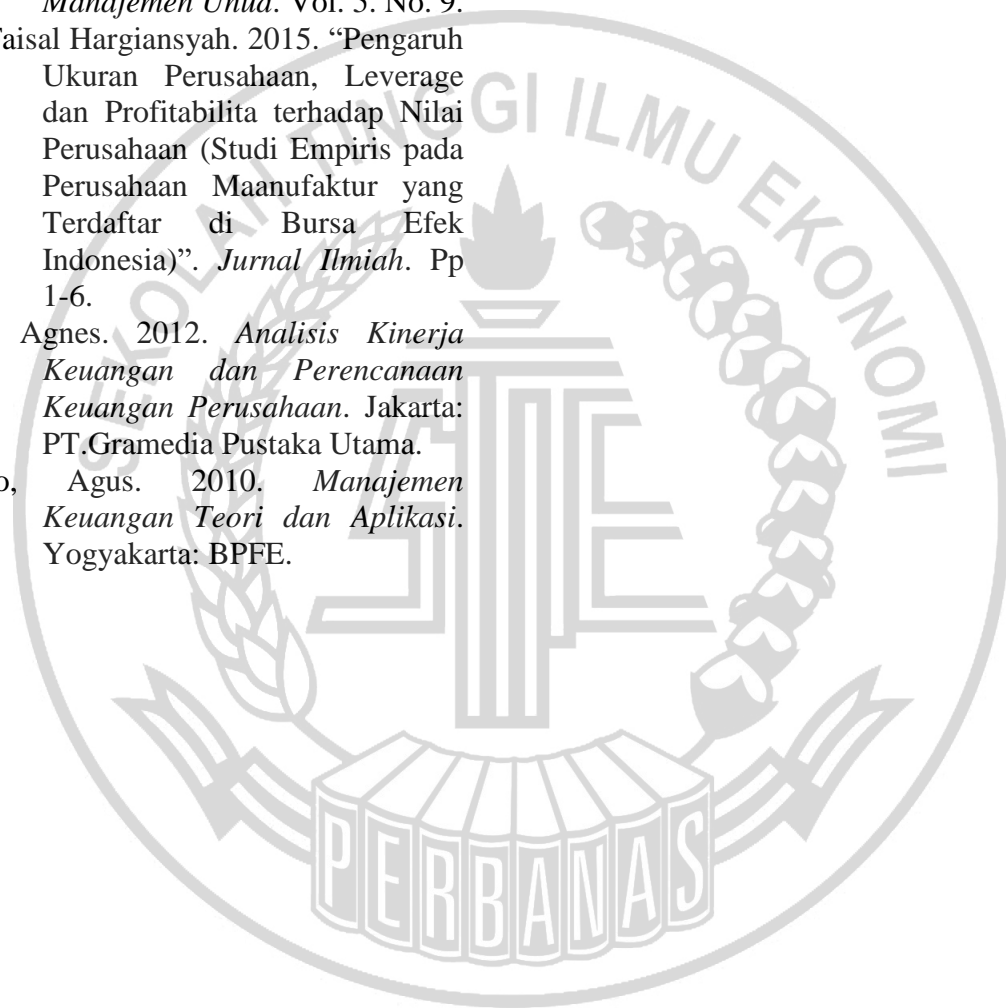 Manajemen Unud. Vol. 5. No. 9.
Faisal Hargiansyah. 2015. “Pengaruh
Ukuran Perusahaan, Leverage
dan Profitabilita terhadap Nilai
Perusahaan (Studi Empiris pada
Perusahaan Maanufaktur yang
Terdaftar di Bursa Efek
Indonesia)”. Jurnal Ilmiah. Pp
1-6.
Agnes. 2012. Analisis Kinerja
Keuangan dan Perencanaan
Keuangan Perusahaan. Jakarta:
PT.Gramedia Pustaka Utama.
Agus. 2010. Manajemen
Keuangan Teori dan Aplikasi.
Yogyakarta: BPFE.
SEKOLAH TINGGI ILMU EKONOMI
PERBANAS